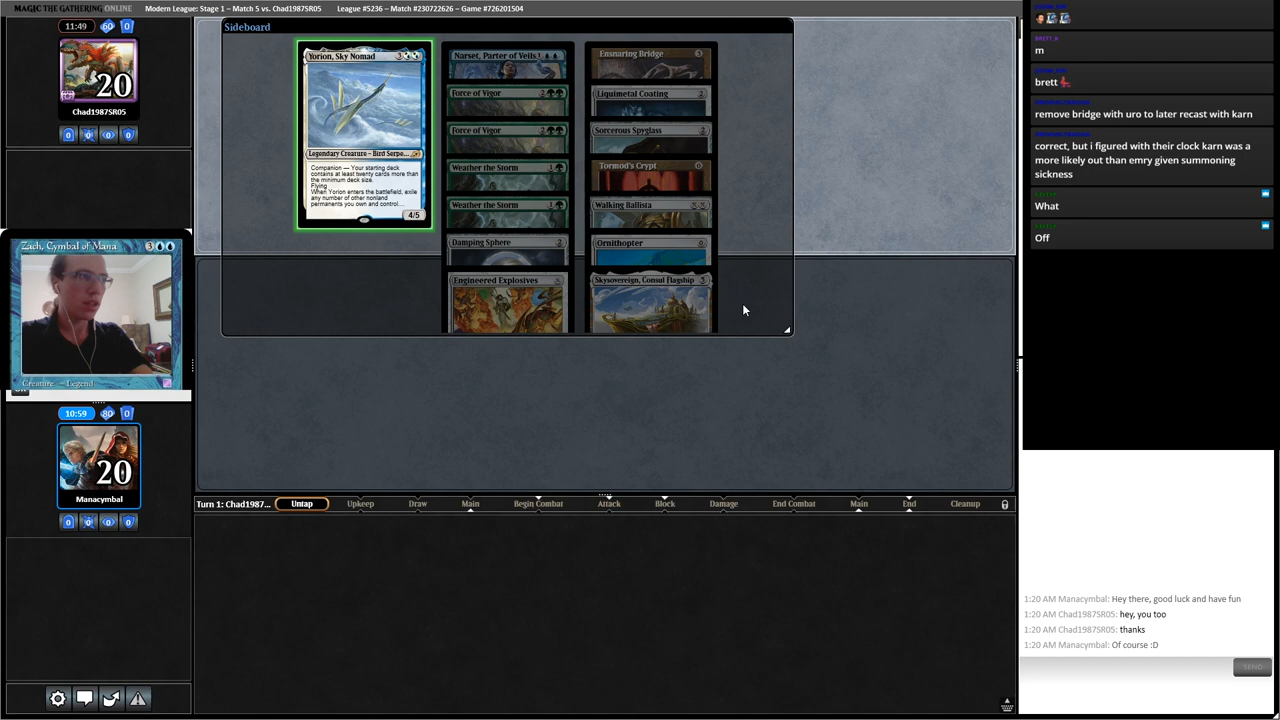 MAGIC THE GATHERING ONLINE
Modern League: Stage 1 – Match 5 vs. Chad1987SR05
League #5236 – Match #230722626 – Game #726201504
11:49
60
0
20
Chad1987SR05
0
0
0
0
Sideboard
Yorion, Sky Nomad
3
Legendary Creature – Bird Serpe...
Companion — Your starting deck
contains at least twenty cards more than
the minimum deck size.
Flying
When Yorion enters the battlefield, exile
any number of other nonland
permanents you own and control....
4/5
Narset, Parter of Veils
Force of Vigor
Force of Vigor
Weather the Storm
Weather the Storm
Damping Sphere
Engineered Explosives
Ensnaring Bridge
Liquimetal Coating
Sorcerous Spyglass
Tormod's Crypt
Walking Ballista
Ornithopter
Skysovereign, Consul Flagship
Zach, Cymbal of Mana
3
Creature – Legend
10:59
80
0
20
Manacymbal
0
0
0
0
Turn 1: Chad1987...
Untap
Upkeep
Draw
Main
Begin Combat
Attack
Block
Damage
End Combat
Main
End
Cleanup
BRETT_R
m
brett
remove bridge with uro to later recast with karn
correct, but i figured with their clock karn was a
more likely suit than emry given summoning
sickness
What
Off
1:20 AM Manacymbal: Hey there, good luck and have fun
1:20 AM Chad1987SR05: hey, you too
1:20 AM Chad1987SR05: thanks
1:20 AM Manacymbal: Of course :D
SEND